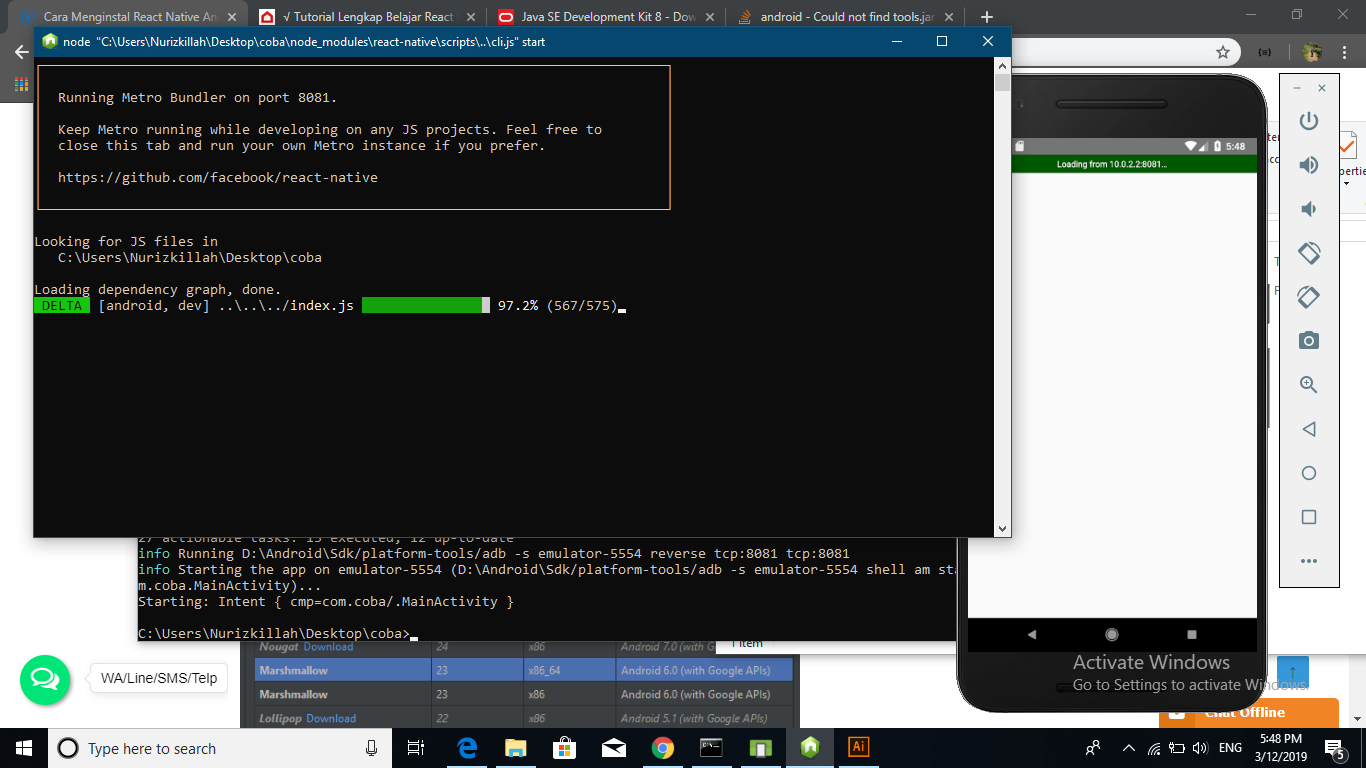 Cara Menginstal React Native An
√ Tutorial Lengkap Belajar React
Java SE Development Kit 8 - Dow
android - Could not find tools.jar
node "C:\Users\Nurizkillah\Desktop\coba\node_modules\react-native\scripts\..\cli.js" start
Running Metro Bundler on port 8081.
Keep Metro running while developing on any JS projects. Feel free to
close this tab and run your own Metro instance if you prefer.
https://github.com/facebook/react-native
Looking for JS files in
C:\Users\Nurizkillah\Desktop\coba
Loading dependency graph, done.
DELTA [android, dev] ..\..\../index.js 97.2% (567/575)
5:48
Loading from 10.0.2.2:8081...
27 actionable tasks: 15 executed, 12 up-to-date
info Running D:\Android\Sdk/platform-tools/adb -s emulator-5554 reverse tcp:8081 tcp:8081
info Starting the app on emulator-5554 (D:\Android\Sdk/platform-tools/adb -s emulator-5554 shell am sta
m.coba.MainActivity)...
Starting: Intent { cmp=com.coba/.MainActivity }
C:\Users\Nurizkillah\Desktop\coba>
1 item
Nougat Download 24 x86 Android 7.0 (with Google APIs)
Marshmallow 23 x86_64 Android 6.0 (with Google APIs)
Marshmallow 23 x86 Android 6.0 (with Google APIs)
Lollipop Download 22 x86 Android 5.1 (with Google APIs)
WA/Line/SMS/Telp
Activate Windows
Go to Settings to activate Windows.
Chat Offline
Type here to search
Ai
ENG
5:48 PM
3/12/2019
5